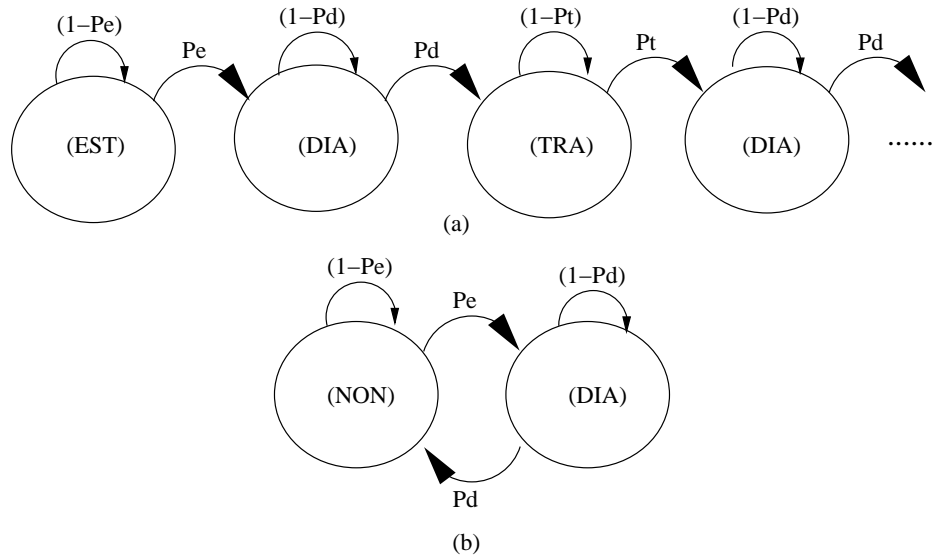 (1–Pe) (1–Pd) (1–Pt) (1–Pd)
Pe Pd Pt Pd
(EST) (DIA) (TRA) (DIA) ......
(a)
(1–Pe) (1–Pd)
Pe
(NON) (DIA)
Pd
(b)